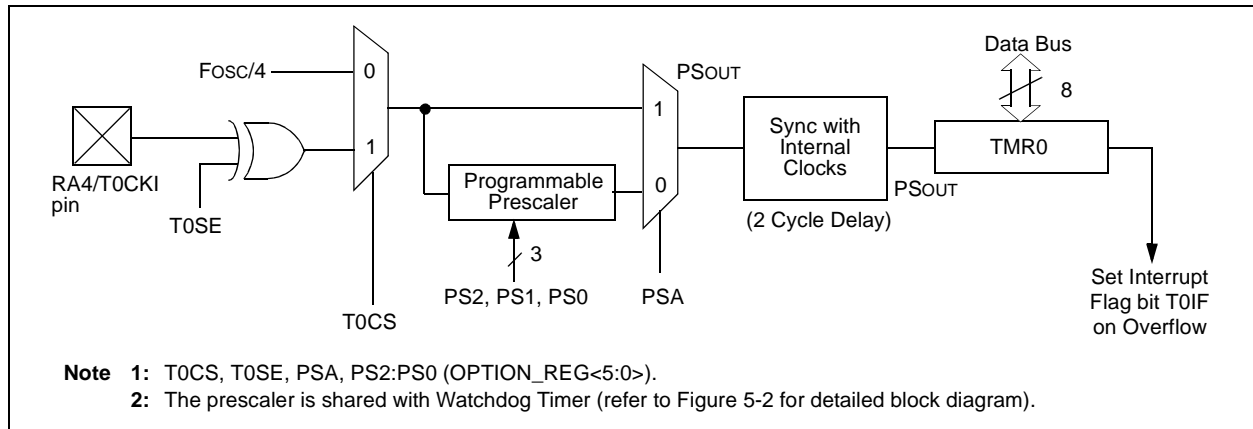 Data Bus
FOSC/4
0
PSOUT
8
1
1
Sync with
Internal
Clocks
TMR0
RA4/T0CKI
pin
T0SE
Programmable
Prescaler
0
PSOUT
(2 Cycle Delay)
3
PS2, PS1, PS0
PSA
T0CS
Set Interrupt
Flag bit T0IF
on Overflow
Note 1: T0CS, T0SE, PSA, PS2:PS0 (OPTION_REG<5:0>).
2: The prescaler is shared with Watchdog Timer (refer to Figure 5-2 for detailed block diagram).